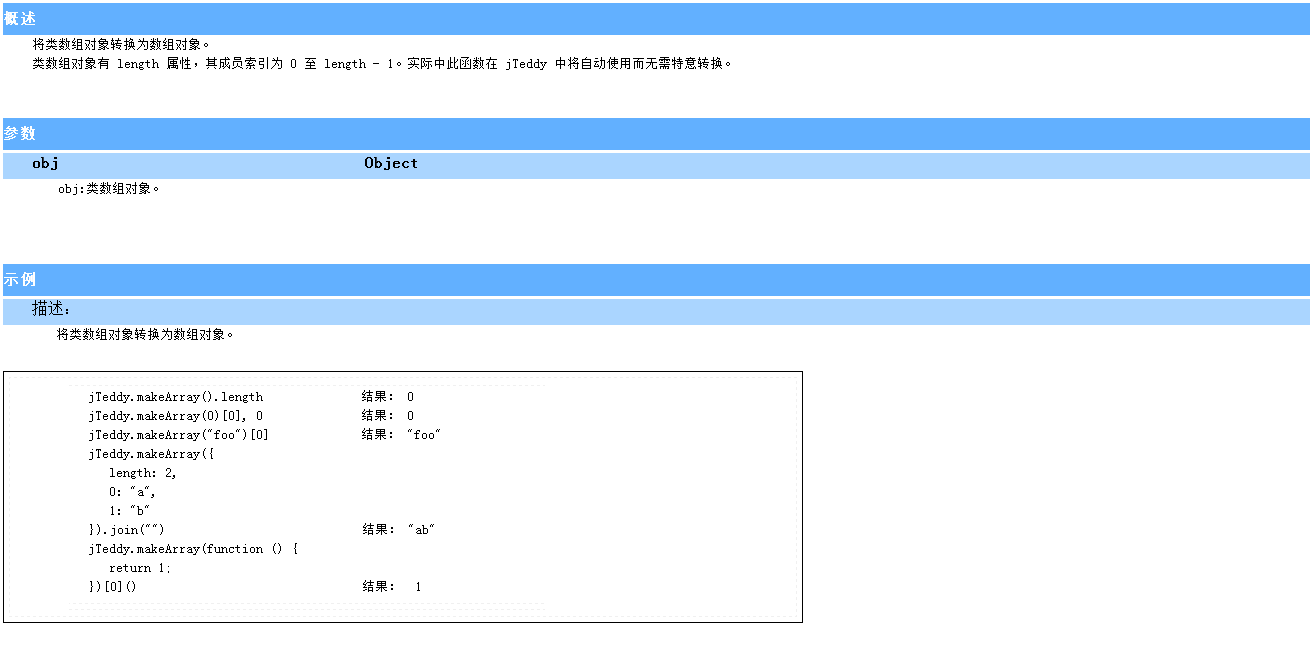 概述
将类数组对象转换为数组对象。
类数组对象有 length 属性，其成员索引为 0 至 length - 1。实际中此函数在 jTeddy 中将自动使用而无需特意转换。
参数
obj Object
obj:类数组对象。
示例
描述:
将类数组对象转换为数组对象。
jTeddy.makeArray().length 结果: 0
jTeddy.makeArray(0)[0], 0 结果: 0
jTeddy.makeArray("foo")[0] 结果: "foo"
jTeddy.makeArray({
length: 2,
0: "a",
1: "b"
}).join("") 结果: "ab"
jTeddy.makeArray(function () {
return 1;
})[0]() 结果: 1